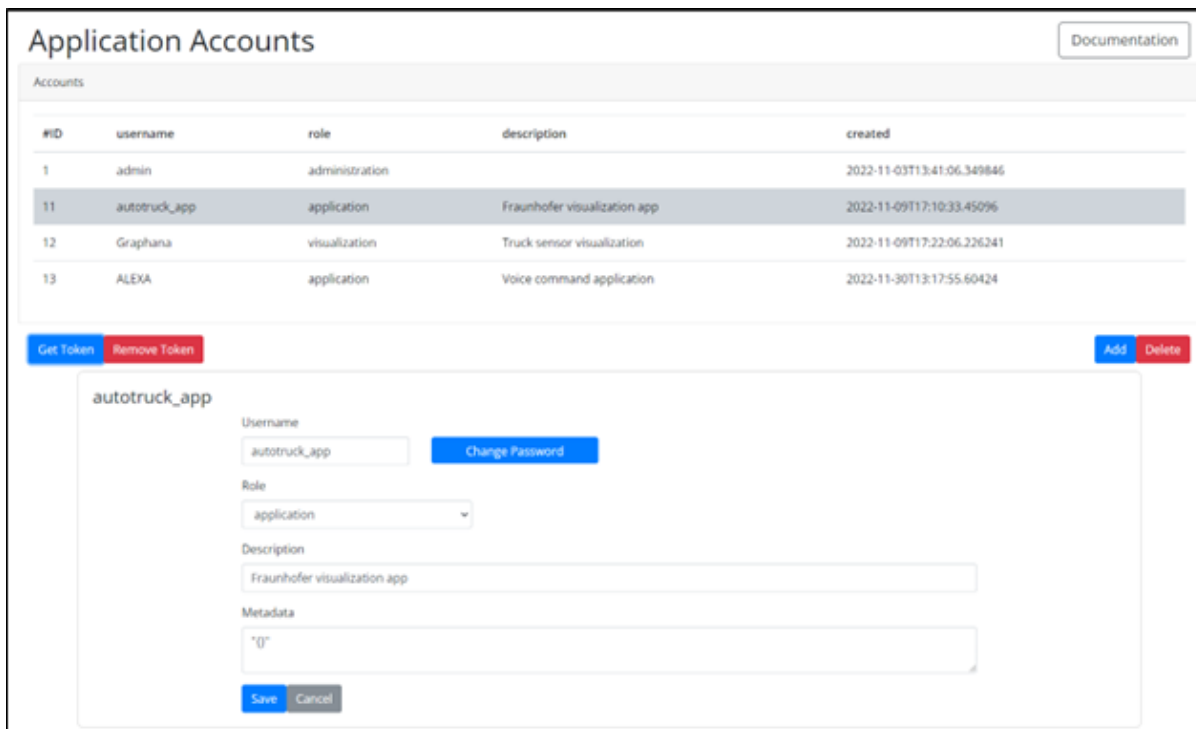 Application Accounts Documentation
Accounts
#ID username role description created
1 admin administration 2022-11-03T13:41:06.349846
11 autotruck_app application Fraunhofer visualization app 2022-11-09T17:10:33.45096
12 Graphana visualization Truck sensor visualization 2022-11-09T17:22:06.226241
13 ALEXA application Voice command application 2022-11-30T13:17:55.60424
Get Token Remove Token Add Delete
autotruck_app
Username
autotruck_app Change Password
Role
application
Description
Fraunhofer visualization app
Metadata
"{}"
Save Cancel